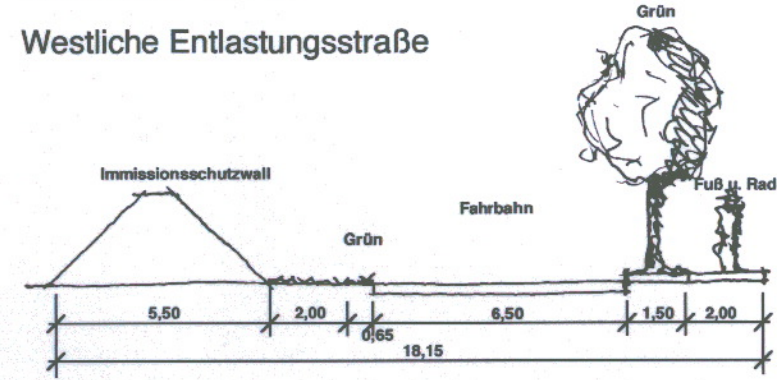 Grün
Westliche Entlastungsstraße
Immissionsschutzwall
Fuß u. Rad
Fahrbahn
Grün
5,50 2,00 6,50 1,50 2,00
0,65
18,15